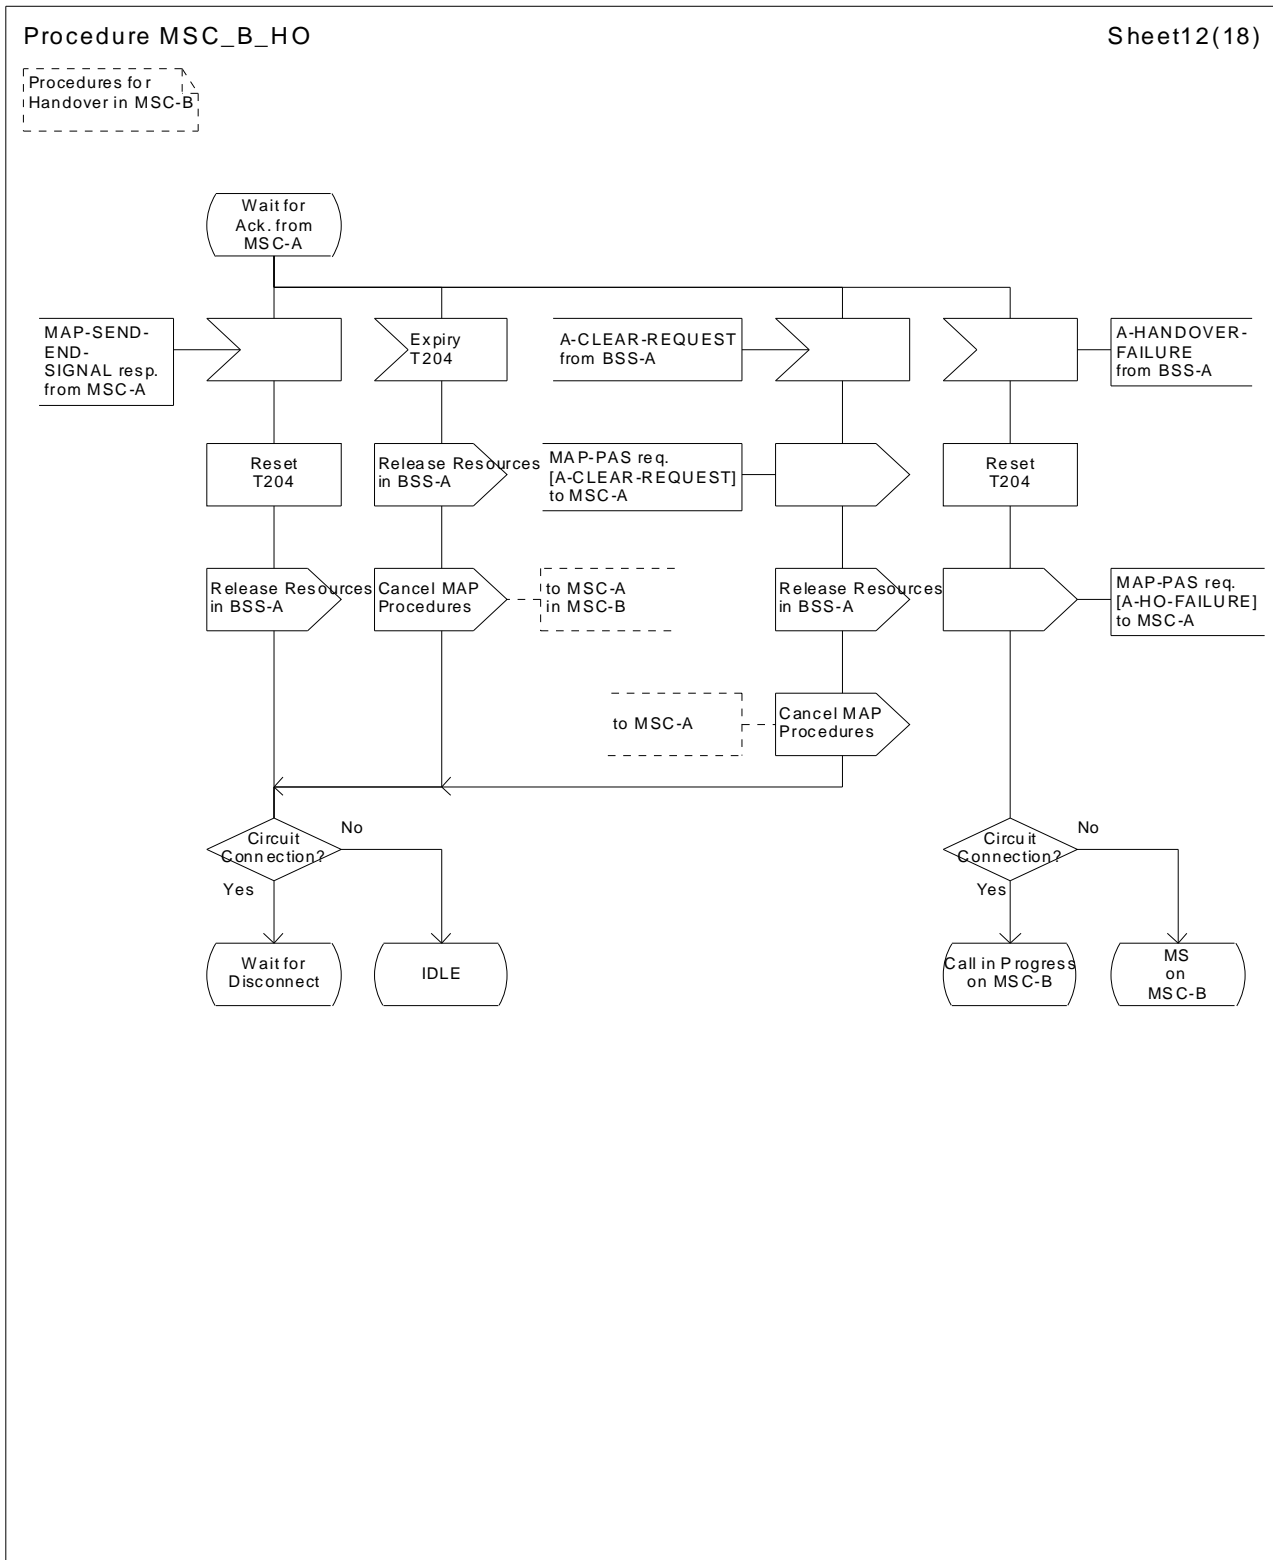 Procedure MSC_B_HO
Sheet12(18)
Procedures for
Handover in MSC-B
Wait for
Ack. from
MSC-A
MAP-SEND-
END-
SIGNAL resp.
from MSC-A
Expiry
T204
A-CLEAR-REQUEST
from BSS-A
A-HANDOVER-
FAILURE
from BSS-A
Reset
T204
Release Resources
in BSS-A
MAP-PAS req.
[A-CLEAR-REQUEST]
to MSC-A
Reset
T204
Release Resources
in BSS-A
Cancel MAP
Procedures
to MSC-A
in MSC-B
Release Resources
in BSS-A
MAP-PAS req.
[A-HO-FAILURE]
to MSC-A
to MSC-A
Cancel MAP
Procedures
Circuit
Connection?
No
Yes
Circuit
Connection?
No
Yes
Wait for
Disconnect
IDLE
Call in Progress
on MSC-B
MS
on
MSC-B